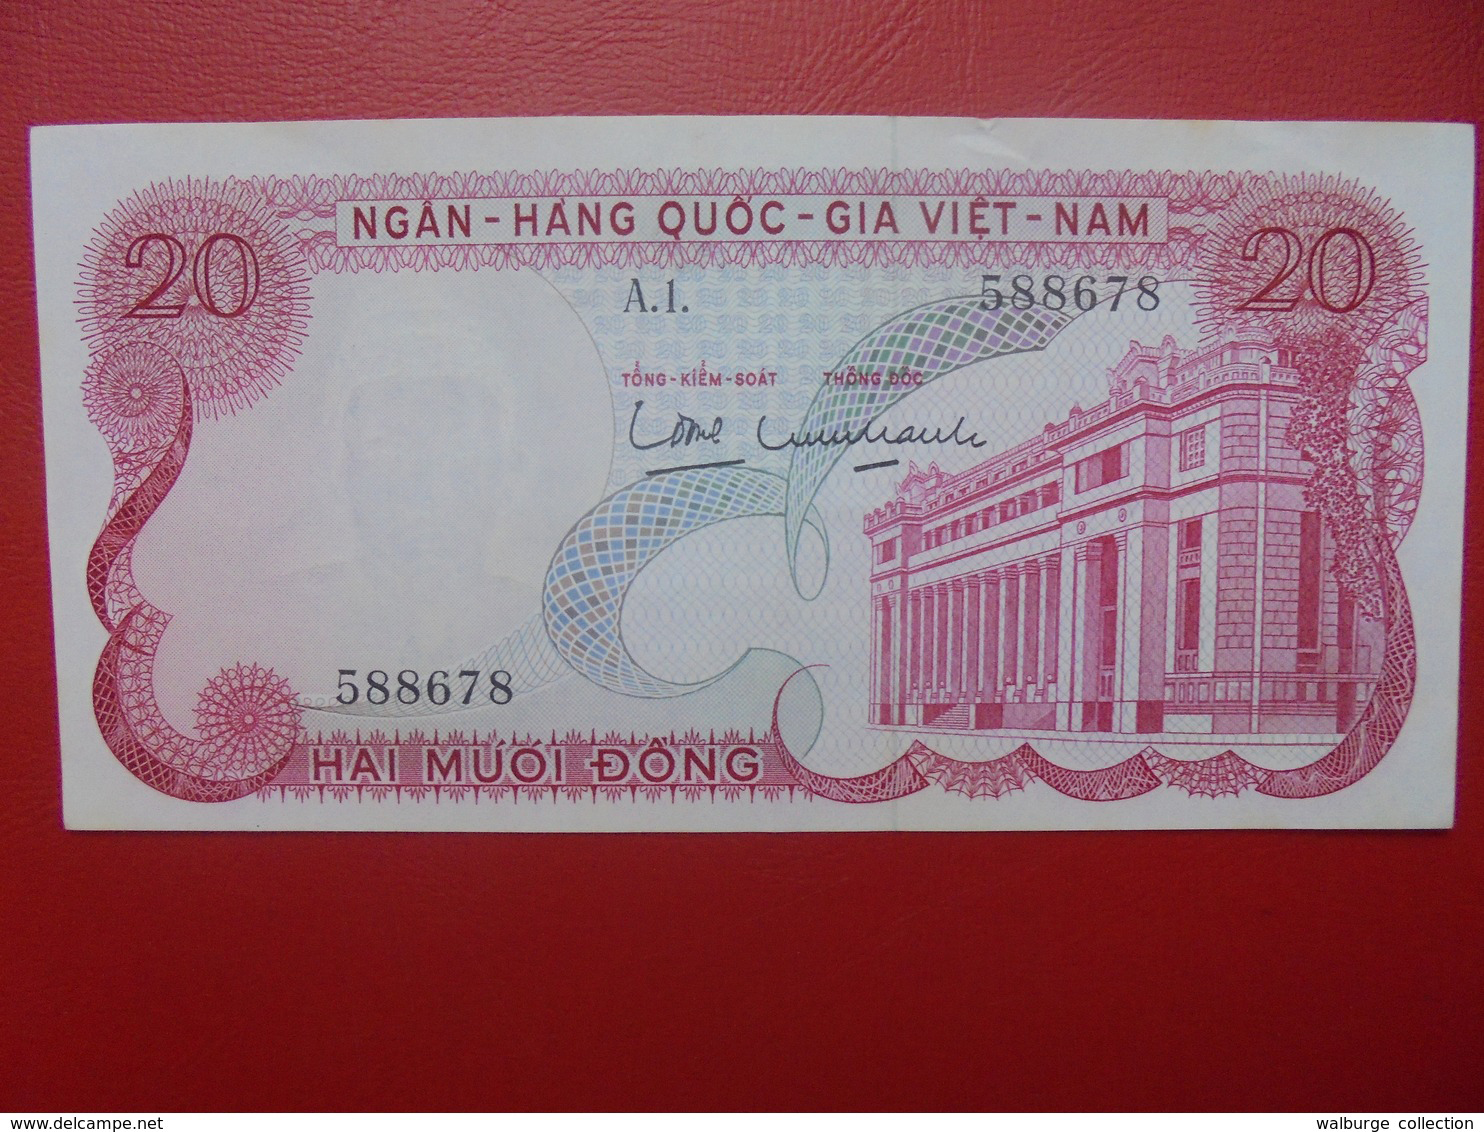 NGÂN - HÀNG QUỐC - GIA VIỆT - NAM
20 20
A.1. 588678
TỔNG - KIỂM - SOÁT THỐNG ĐỐC
588678
HAI MƯƠI ĐỒNG
delcampe.net
walburge collection